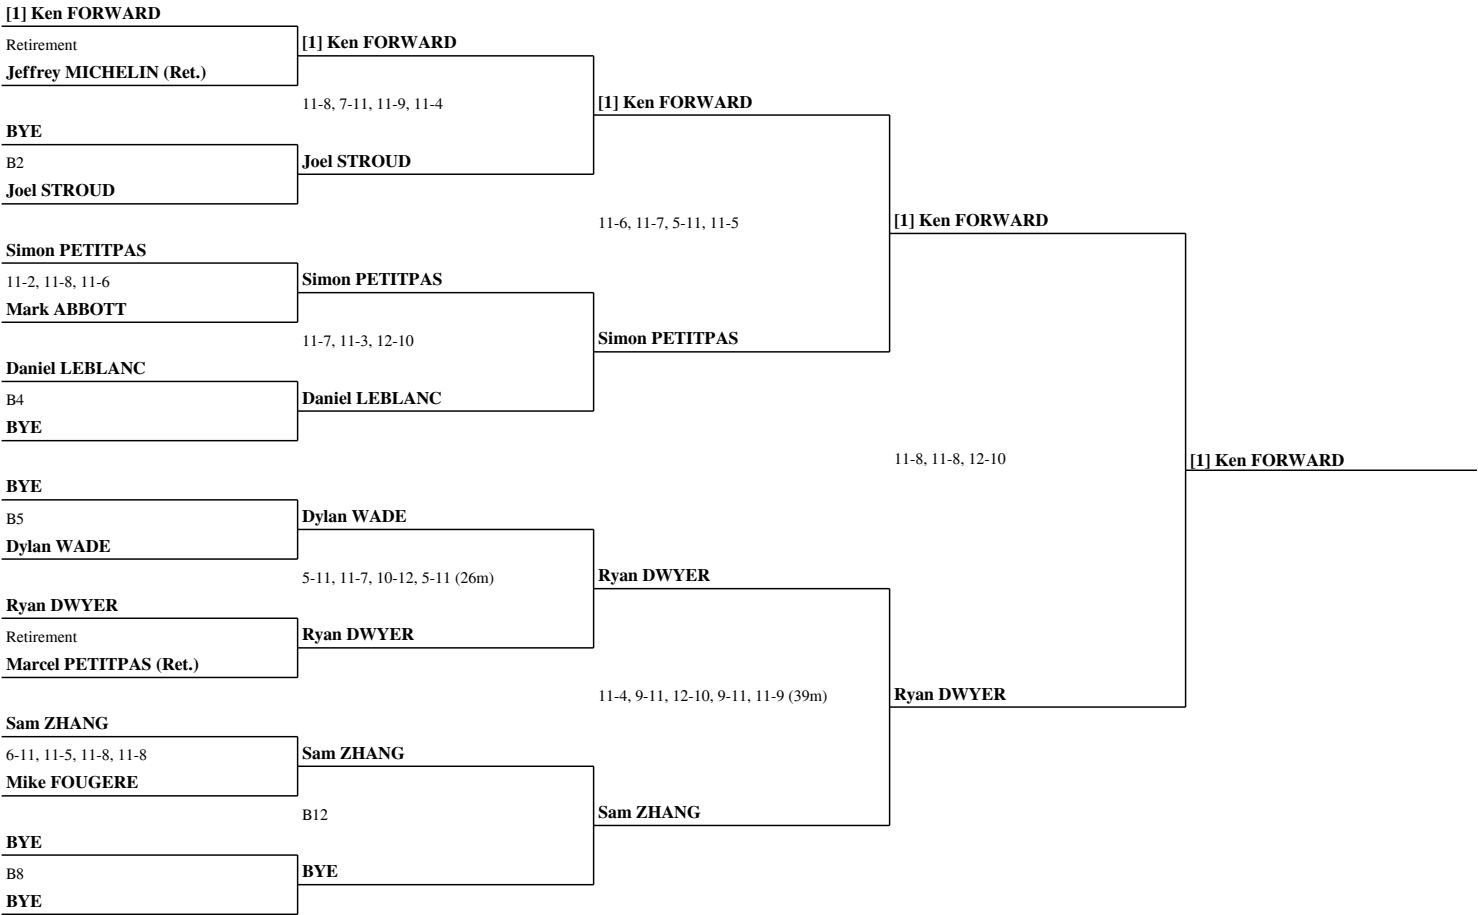 [1] Ken FORWARD
Retirement
Jeffrey MICHELIN (Ret.)
BYE
B2
Joel STROUD
Simon PETITPAS
11-2, 11-8, 11-6
Mark ABBOTT
Daniel LEBLANC
B4
BYE
BYE
B5
Dylan WADE
Ryan DWYER
Retirement
Marcel PETITPAS (Ret.)
Sam ZHANG
6-11, 11-5, 11-8, 11-8
Mike FOUGERE
BYE
B8
BYE
[1] Ken FORWARD
11-8, 7-11, 11-9, 11-4
Joel STROUD
Simon PETITPAS
11-7, 11-3, 12-10
Daniel LEBLANC
Dylan WADE
5-11, 11-7, 10-12, 5-11 (26m)
Ryan DWYER
Sam ZHANG
B12
BYE
[1] Ken FORWARD
11-6, 11-7, 5-11, 11-5
Simon PETITPAS
Ryan DWYER
11-4, 9-11, 12-10, 9-11, 11-9 (39m)
Sam ZHANG
[1] Ken FORWARD
11-8, 11-8, 12-10
Ryan DWYER
[1] Ken FORWARD